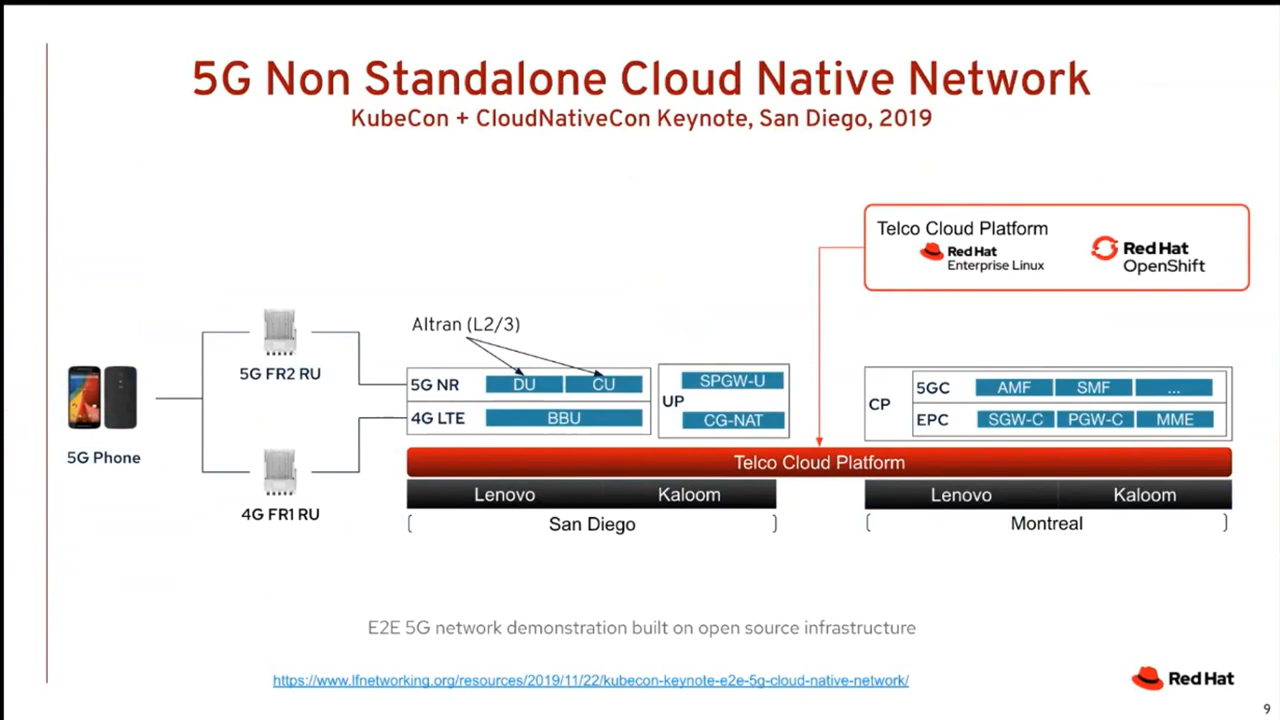 5G Non Standalone Cloud Native Network
KubeCon + CloudNativeCon Keynote, San Diego, 2019
Telco Cloud Platform
Red Hat
Enterprise Linux
Red Hat
OpenShift
Altran (L2/3)
5G FR2 RU
5G Phone
4G FR1 RU
5G NR
DU
CU
4G LTE
BBU
UP
SPGW-U
CG-NAT
CP
5GC
AMF
SMF
...
EPC
SGW-C
PGW-C
MME
Telco Cloud Platform
Lenovo
Kaloom
Lenovo
Kaloom
San Diego
Montreal
E2E 5G network demonstration built on open source infrastructure
https://www.lfnetworking.org/resources/2019/11/22/kubecon-keynote-e2e-5g-cloud-native-network/
Red Hat
9